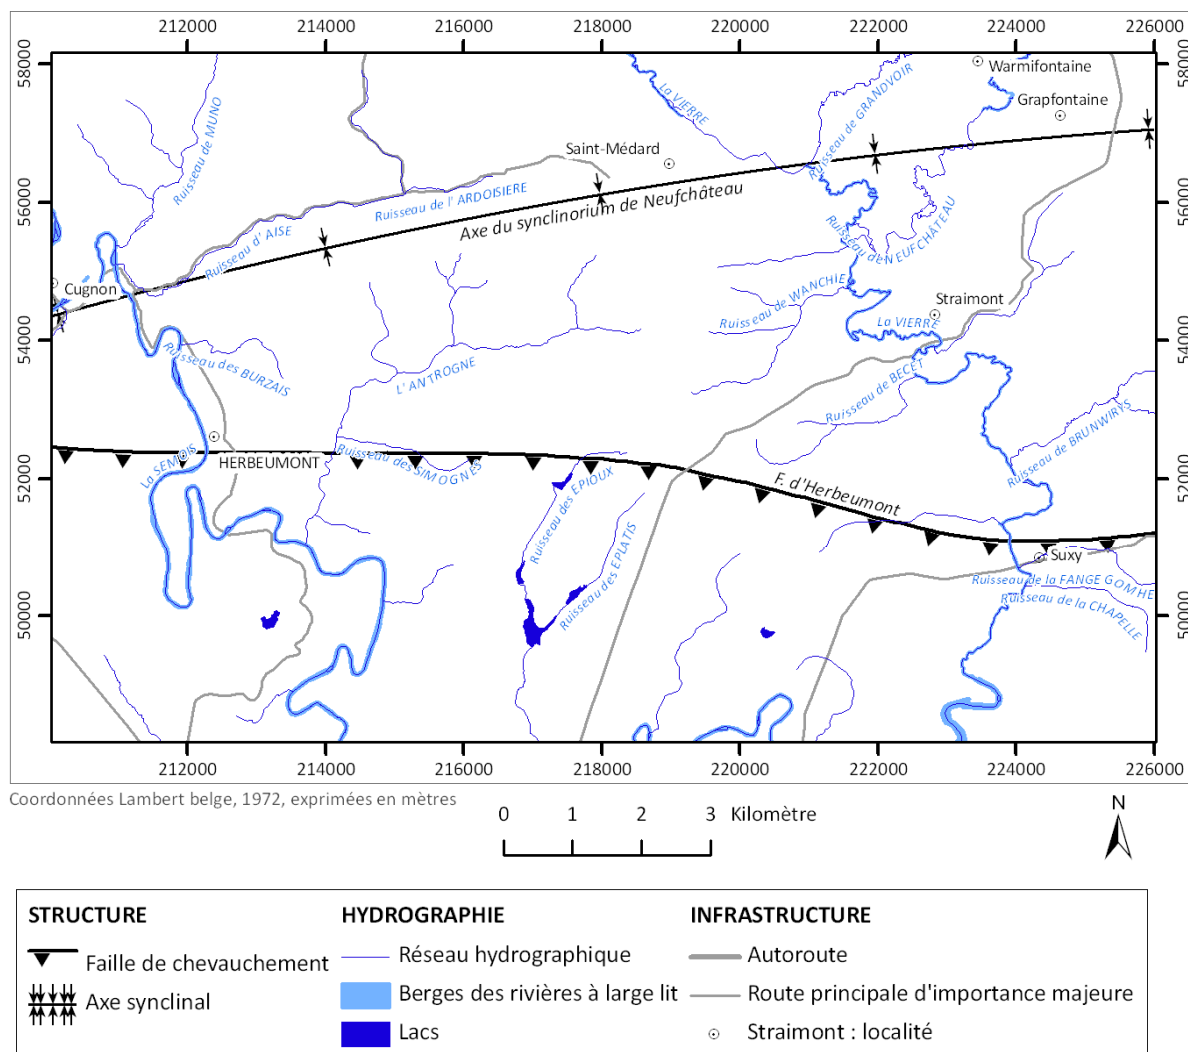 212000 214000 216000 218000 220000 222000 224000 226000
58000
56000
54000
52000
50000
58000
56000
54000
52000
50000
Warmifontaine
Grapfontaine
La VIERRE
Ruisseau de GRANDVOIR
Ruisseau de MUNO
Saint-Médard
Ruisseau de l' ARDOISIERE
Axe du synclinorium de Neufchâteau
Ruisseau d' AISE
Ruisseau de NEUFCHÂTEAU
Cugnon
Ruisseau de WANCHIE
Straimont
La VIERRE
Ruisseau des BURZAIS
L' ANTROGNE
Ruisseau de BECET
Ruisseau de BRUNWIRYS
HERBEUMONT
La SEMOIS
Ruisseau des SIMOGNES
Ruisseau des EPIOUX
F. d'Herbeumont
Ruisseau des EPLATIS
Suxy
Ruisseau de la FANGE GOMHE
Ruisseau de la CHAPELLE
212000 214000 216000 218000 220000 222000 224000 226000
Coordonnées Lambert belge, 1972, exprimées en mètres
0 1 2 3 Kilomètre
N
STRUCTURE
Faille de chevauchement
Axe synclinal
HYDROGRAPHIE
Réseau hydrographique
Berges des rivières à large lit
Lacs
INFRASTRUCTURE
Autoroute
Route principale d'importance majeure
Straimont : localité